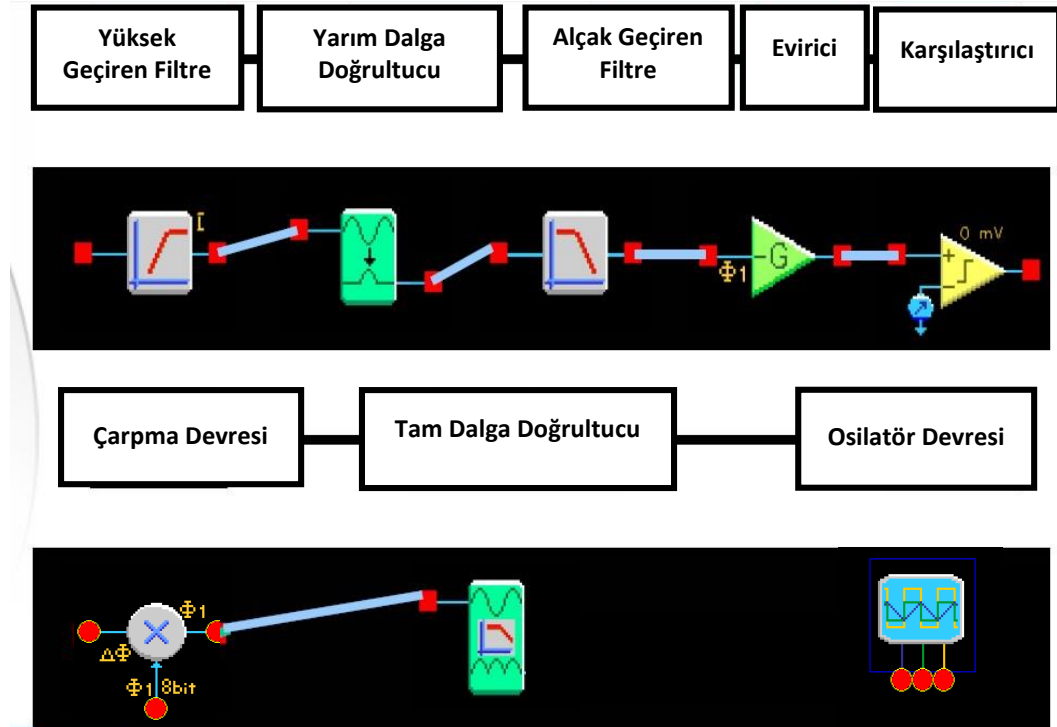 Yüksek
Geçiren Filtre
Yarım Dalga
Doğrultucu
Alçak Geçiren
Filtre
Evirici
Karşılaştırıcı
I
0 mV
Φ1
-G
+
-
Çarpma Devresi
Tam Dalga Doğrultucu
Osilatör Devresi
Φ1
ΔΦ
Φ1 8bit